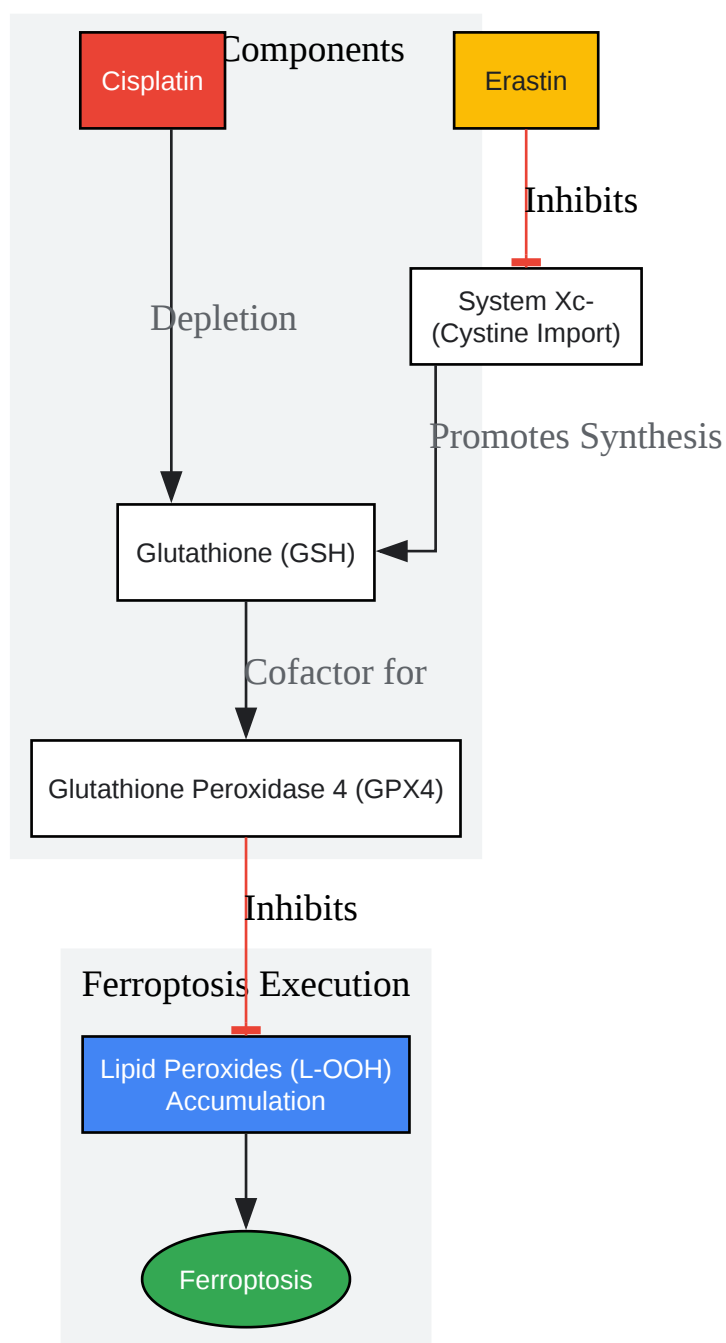 Components
Cisplatin
Erastin
Inhibits
System Xc-
(Cystine Import)
Depletion
Promotes Synthesis
Glutathione (GSH)
Cofactor for
Glutathione Peroxidase 4 (GPX4)
Inhibits
Ferroptosis Execution
Lipid Peroxides (L-OOH)
Accumulation
Ferroptosis